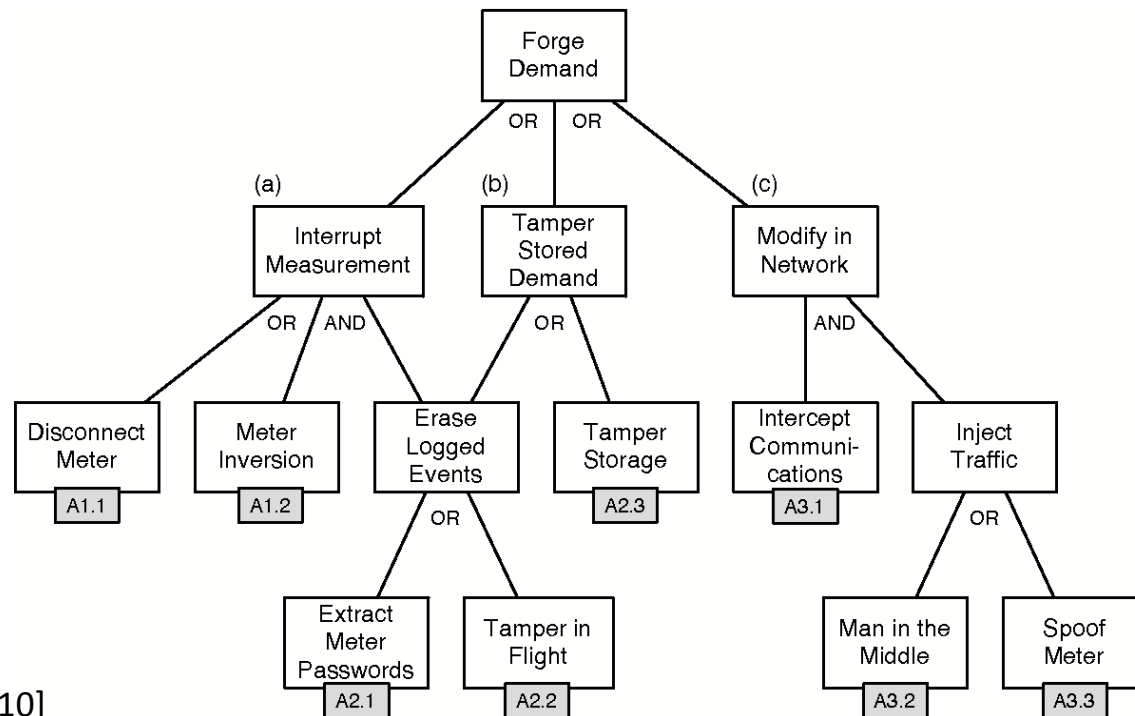 Forge
Demand
OR OR
(a) (b) (c)
Interrupt
Measurement
Tamper
Stored
Demand
Modify in
Network
OR AND OR AND
Disconnect
Meter
A1.1
Meter
Inversion
A1.2
Erase
Logged
Events
Tamper
Storage
A2.3
Intercept
Communi-
cations
A3.1
Inject
Traffic
OR OR
Extract
Meter
Passwords
A2.1
Tamper in
Flight
A2.2
Man in the
Middle
A3.2
Spoof
Meter
A3.3
10]